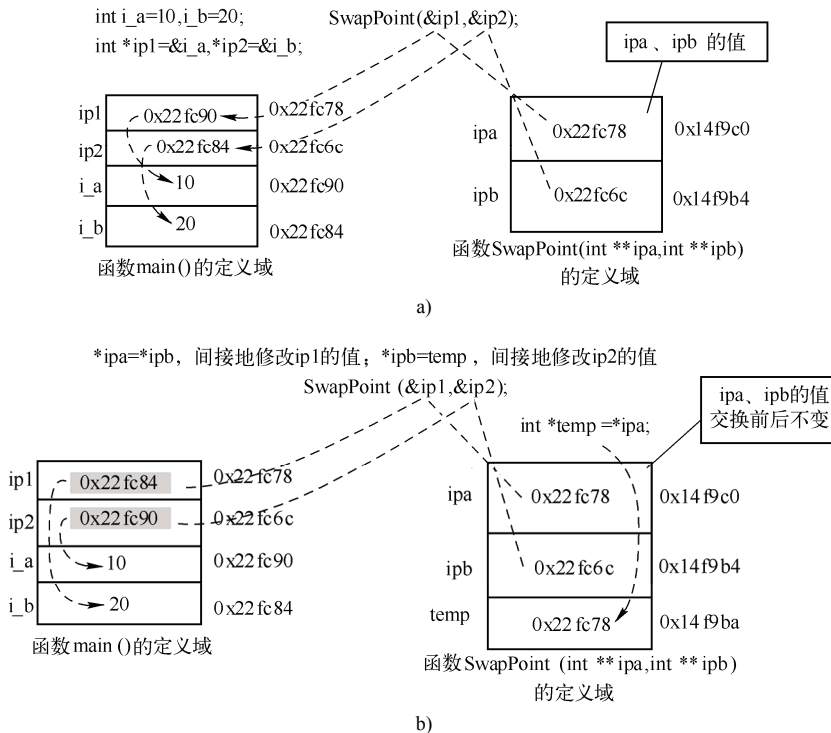 int i_a=10,i_b=20;
int *ip1=&i_a,*ip2=&i_b;
SwapPoint(&ip1,&ip2);
ipa、ipb 的值
ip1 0x22fc90 0x22fc78
ip2 0x22fc84 0x22fc6c
i_a 10 0x22fc90
i_b 20 0x22fc84
函数main()的定义域
ipa 0x22fc78 0x14f9c0
ipb 0x22fc6c 0x14f9b4
函数SwapPoint(int **ipa,int **ipb)
的定义域
a)
*ipa=*ipb，间接地修改ip1的值；*ipb=temp，间接地修改ip2的值
SwapPoint (&ip1,&ip2);
int *temp =*ipa;
ipa、ipb的值
交换前后不变
ip1 0x22fc84 0x22fc78
ip2 0x22fc90 0x22fc6c
i_a 10 0x22fc90
i_b 20 0x22fc84
函数main ()的定义域
ipa 0x22fc78 0x14f9c0
ipb 0x22fc6c 0x14f9b4
temp 0x22fc78 0x14f9ba
函数SwapPoint (int **ipa,int **ipb)
的定义域
b)